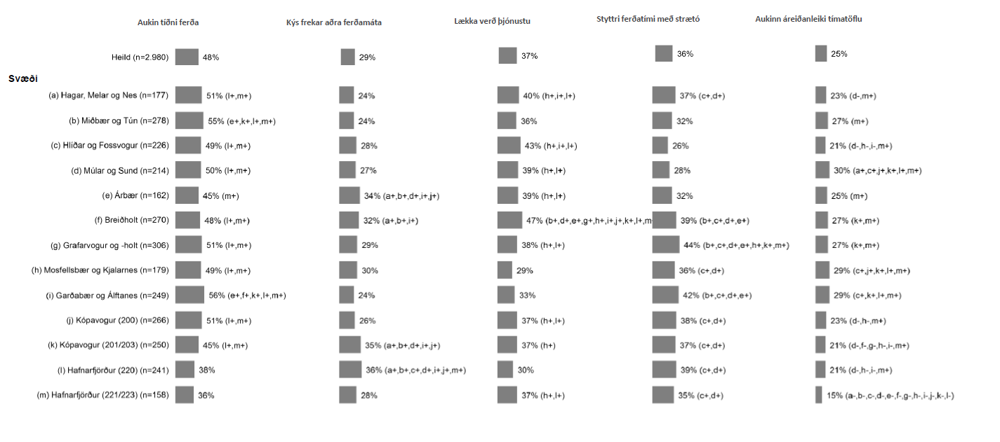 Aukin tíðni ferða Kýs frekar aðra ferðamáta Lækka verð þjónustu Styttri ferðatími með strætó Aukinn áreiðanleiki tímatöflu
Heild (n=2.980) 48% 29% 37% 36% 25%
Svæði
(a) Hagar, Melar og Nes (n=177) 51% (l+,m+) 24% 40% (h+,i+,l+) 37% (c+,d+) 23% (d-,m+)
(b) Miðbær og Tún (n=278) 55% (e+,k+,l+,m+) 24% 36% 32% 27% (m+)
(c) Hlíðar og Fossvogur (n=226) 49% (l+,m+) 28% 43% (h+,i+,l+) 26% 21% (d-,h-,i-,m+)
(d) Múlar og Sund (n=214) 50% (l+,m+) 27% 39% (h+,l+) 28% 30% (a+,c+,j+,k+,l+,m+)
(e) Árbær (n=162) 45% (m+) 34% (a+,b+,d+,i+,j+) 39% (h+,l+) 32% 25% (m+)
(f) Breiðholt (n=270) 48% (l+,m+) 32% (a+,b+,i+) 47% (b+,d+,e+,g+,h+,i+,j+,k+,l+,m 39% (b+,c+,d+,e+) 27% (k+,m+)
(g) Grafarvogur og -holt (n=306) 51% (l+,m+) 29% 38% (h+,l+) 44% (b+,c+,d+,e+,h+,k+,m+) 27% (k+,m+)
(h) Mosfellsbær og Kjalarnes (n=179) 49% (l+,m+) 30% 29% 36% (c+,d+) 29% (c+,j+,k+,l+,m+)
(i) Garðabær og Álftanes (n=249) 56% (e+,f+,k+,l+,m+) 24% 33% 42% (b+,c+,d+,e+) 29% (c+,k+,l+,m+)
(j) Kópavogur (200) (n=266) 51% (l+,m+) 26% 37% (h+,l+) 38% (c+,d+) 23% (d-,h-,m+)
(k) Kópavogur (201/203) (n=250) 45% (l+,m+) 35% (a+,b+,d+,i+,j+) 37% (h+) 37% (c+,d+) 21% (d-,f-,g-,h-,i-,m+)
(l) Hafnarfjörður (220) (n=241) 38% 36% (a+,b+,c+,d+,i+,j+,m+) 30% 39% (c+,d+) 21% (d-,h-,i-,m+)
(m) Hafnarfjörður (221/223) (n=158) 36% 28% 37% (h+,l+) 35% (c+,d+) 15% (a-,b-,c-,d-,e-,f-,g-,h-,i-,j-,k-,l-)